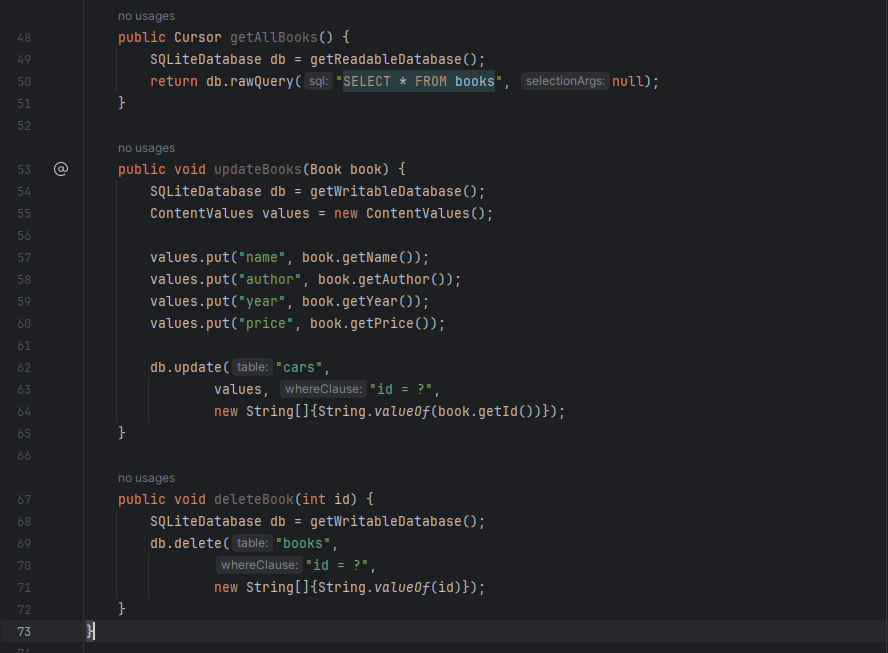 no usages
48 public Cursor getAllBooks() {
49 SQLiteDatabase db = getReadableDatabase();
50 return db.rawQuery( sql: "SELECT * FROM books", selectionArgs: null);
51 }
52
no usages
53 @ public void updateBooks(Book book) {
54 SQLiteDatabase db = getWritableDatabase();
55 ContentValues values = new ContentValues();
56
57 values.put("name", book.getName());
58 values.put("author", book.getAuthor());
59 values.put("year", book.getYear());
60 values.put("price", book.getPrice());
61
62 db.update( table: "cars",
63 values, whereClause: "id = ?",
64 new String[]{String.valueOf(book.getId())});
65 }
66
no usages
67 public void deleteBook(int id) {
68 SQLiteDatabase db = getWritableDatabase();
69 db.delete( table: "books",
70 whereClause: "id = ?",
71 new String[]{String.valueOf(id)});
72 }
73 }
74